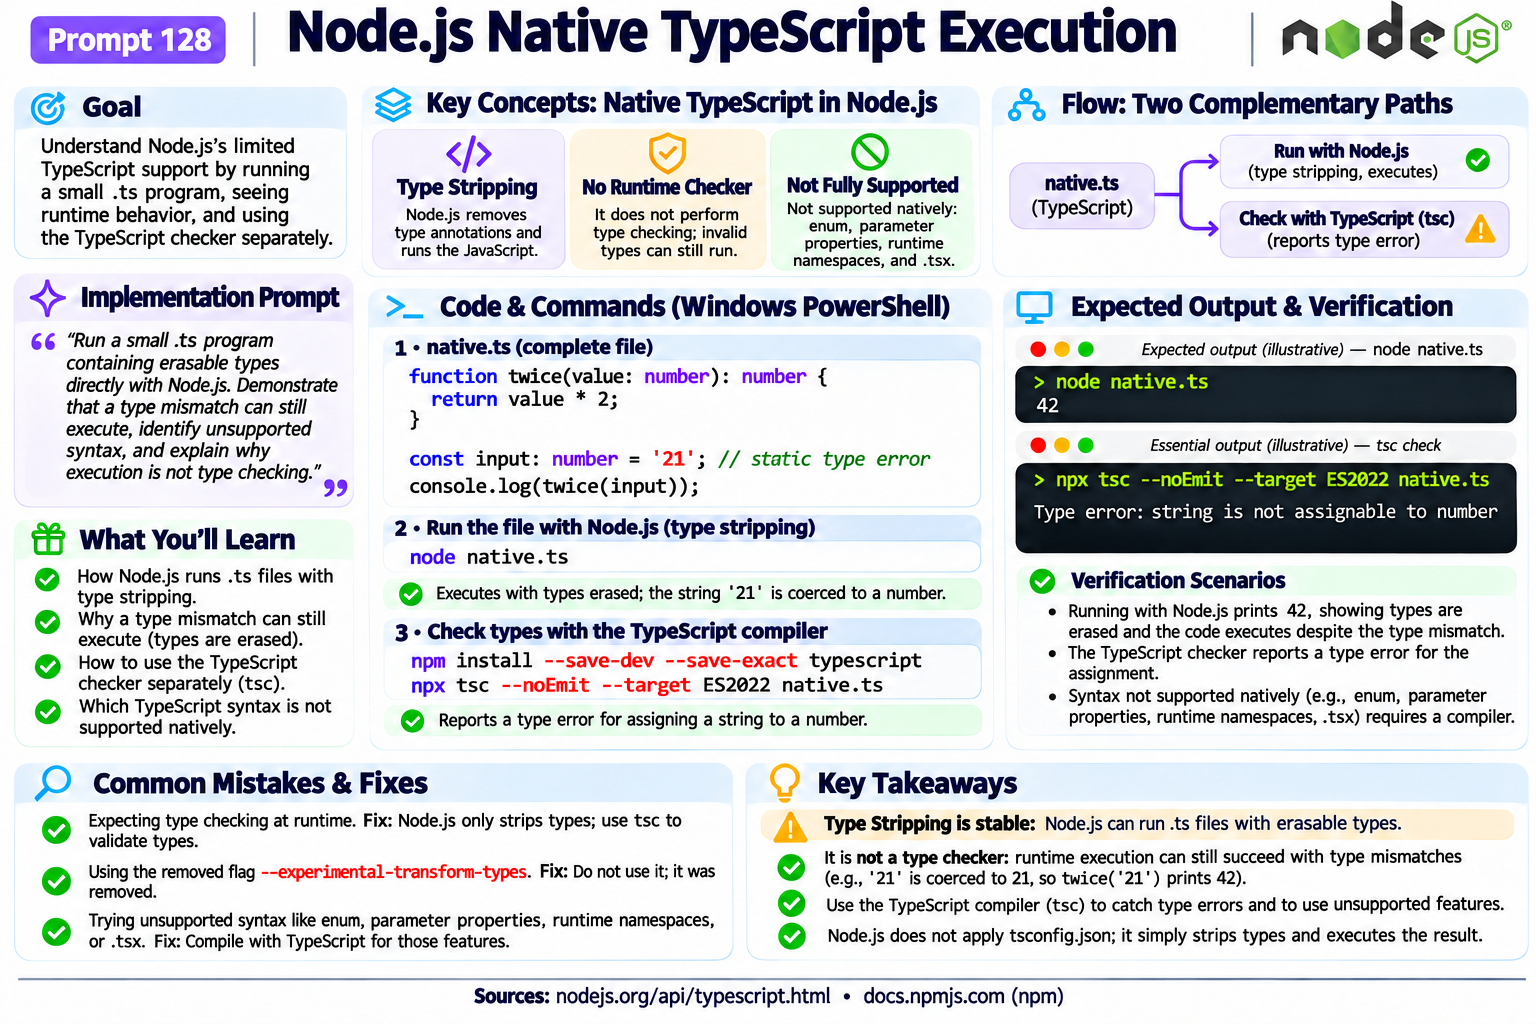 Prompt 128
Node.js Native TypeScript Execution
node
JS
®
Goal
Understand Node.js's limited
TypeScript support by running
a small .ts program, seeing
runtime behavior, and using
the TypeScript checker separately.
Implementation Prompt
“
“Run a small .ts program
containing erasable types
directly with Node.js. Demonstrate
that a type mismatch can still
execute, identify unsupported
syntax, and explain why
execution is not type checking.”
”
What You’ll Learn
How Node.js runs .ts files with
type stripping.
Why a type mismatch can still
execute (types are erased).
How to use the TypeScript
checker separately (tsc).
Which TypeScript syntax is not
supported natively.
Key Concepts: Native TypeScript in Node.js
</>
Type Stripping
Node.js removes
type annotations and
runs the JavaScript.
No Runtime Checker
It does not perform
type checking; invalid
types can still run.
Not Fully Supported
Not supported natively:
enum, parameter
properties, runtime
namespaces, and .tsx.
Flow: Two Complementary Paths
native.ts
(TypeScript)
Run with Node.js
(type stripping, executes)
Check with TypeScript (tsc)
(reports type error)
>_ Code & Commands (Windows PowerShell)
1 • native.ts (complete file)
function twice(value: number): number {
return value * 2;
}
const input: number = '21'; // static type error
console.log(twice(input));
2 • Run the file with Node.js (type stripping)
node native.ts
Executes with types erased; the string '21' is coerced to a number.
3 • Check types with the TypeScript compiler
npm install --save-dev --save-exact typescript
npx tsc --noEmit --target ES2022 native.ts
Reports a type error for assigning a string to a number.
Expected Output & Verification
Expected output (illustrative) — node native.ts
> node native.ts
42
Essential output (illustrative) — tsc check
> npx tsc --noEmit --target ES2022 native.ts
Type error: string is not assignable to number
Verification Scenarios
• Running with Node.js prints 42, showing types are
erased and the code executes despite the type mismatch.
• The TypeScript checker reports a type error for the
assignment.
• Syntax not supported natively (e.g., enum, parameter
properties, runtime namespaces, .tsx) requires a compiler.
Common Mistakes & Fixes
Expecting type checking at runtime. Fix: Node.js only strips types; use tsc to
validate types.
Using the removed flag --experimental-transform-types. Fix: Do not use it; it was
removed.
Trying unsupported syntax like enum, parameter properties, runtime namespaces,
or .tsx. Fix: Compile with TypeScript for those features.
Key Takeaways
Type Stripping is stable: Node.js can run .ts files with erasable types.
It is not a type checker: runtime execution can still succeed with type mismatches
(e.g., '21' is coerced to 21, so twice('21') prints 42).
Use the TypeScript compiler (tsc) to catch type errors and to use unsupported features.
Node.js does not apply tsconfig.json; it simply strips types and executes the result.
Sources: nodejs.org/api/typescript.html • docs.npmjs.com (npm)